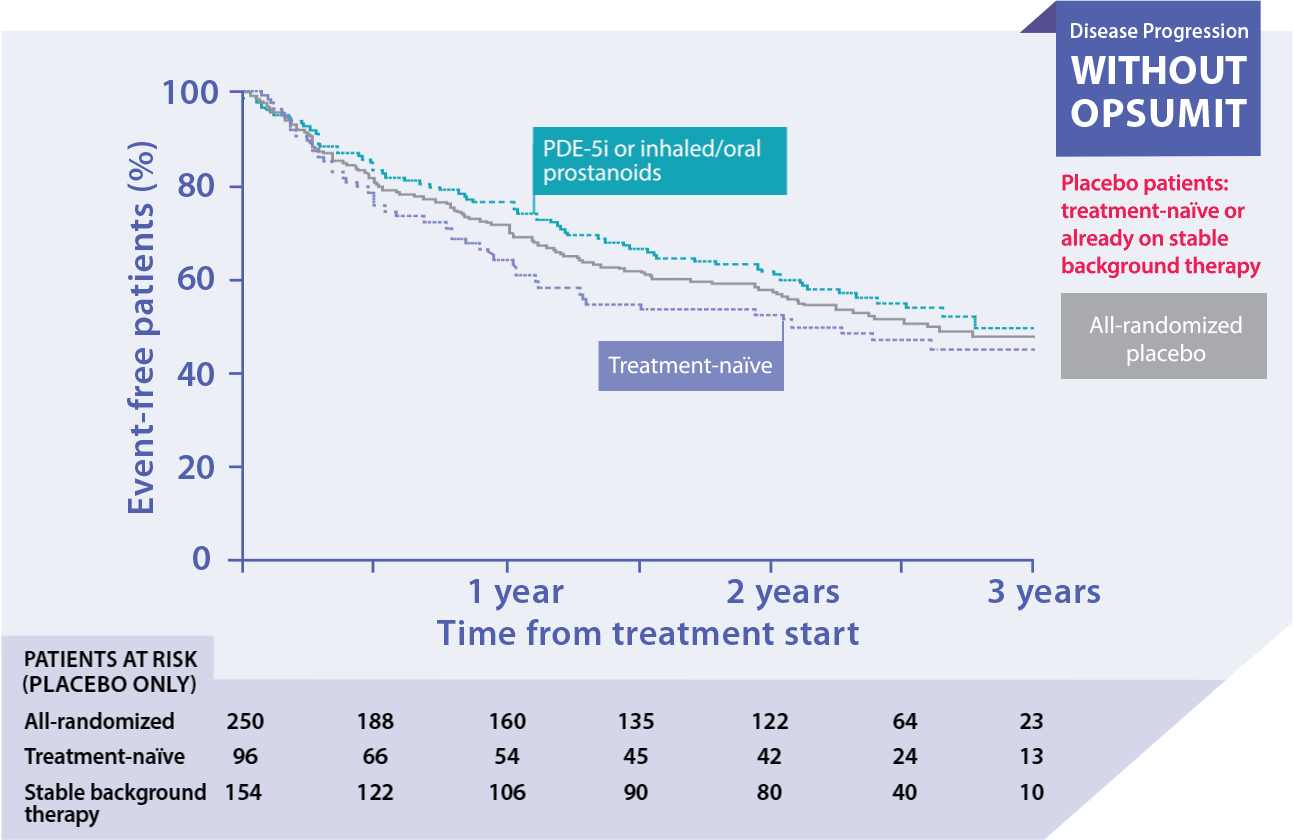 Disease Progression
WITHOUT
OPSUMIT
Placebo patients:
treatment-naïve or
already on stable
background therapy
All-randomized
placebo
Event-free patients (%)
100
80
60
40
20
0
PDE-5i or inhaled/oral
prostanoids
Treatment-naïve
1 year 2 years 3 years
Time from treatment start
PATIENTS AT RISK
(PLACEBO ONLY)
All-randomized 250 188 160 135 122 64 23
Treatment-naïve 96 66 54 45 42 24 13
Stable background 154 122 106 90 80 40 10
therapy